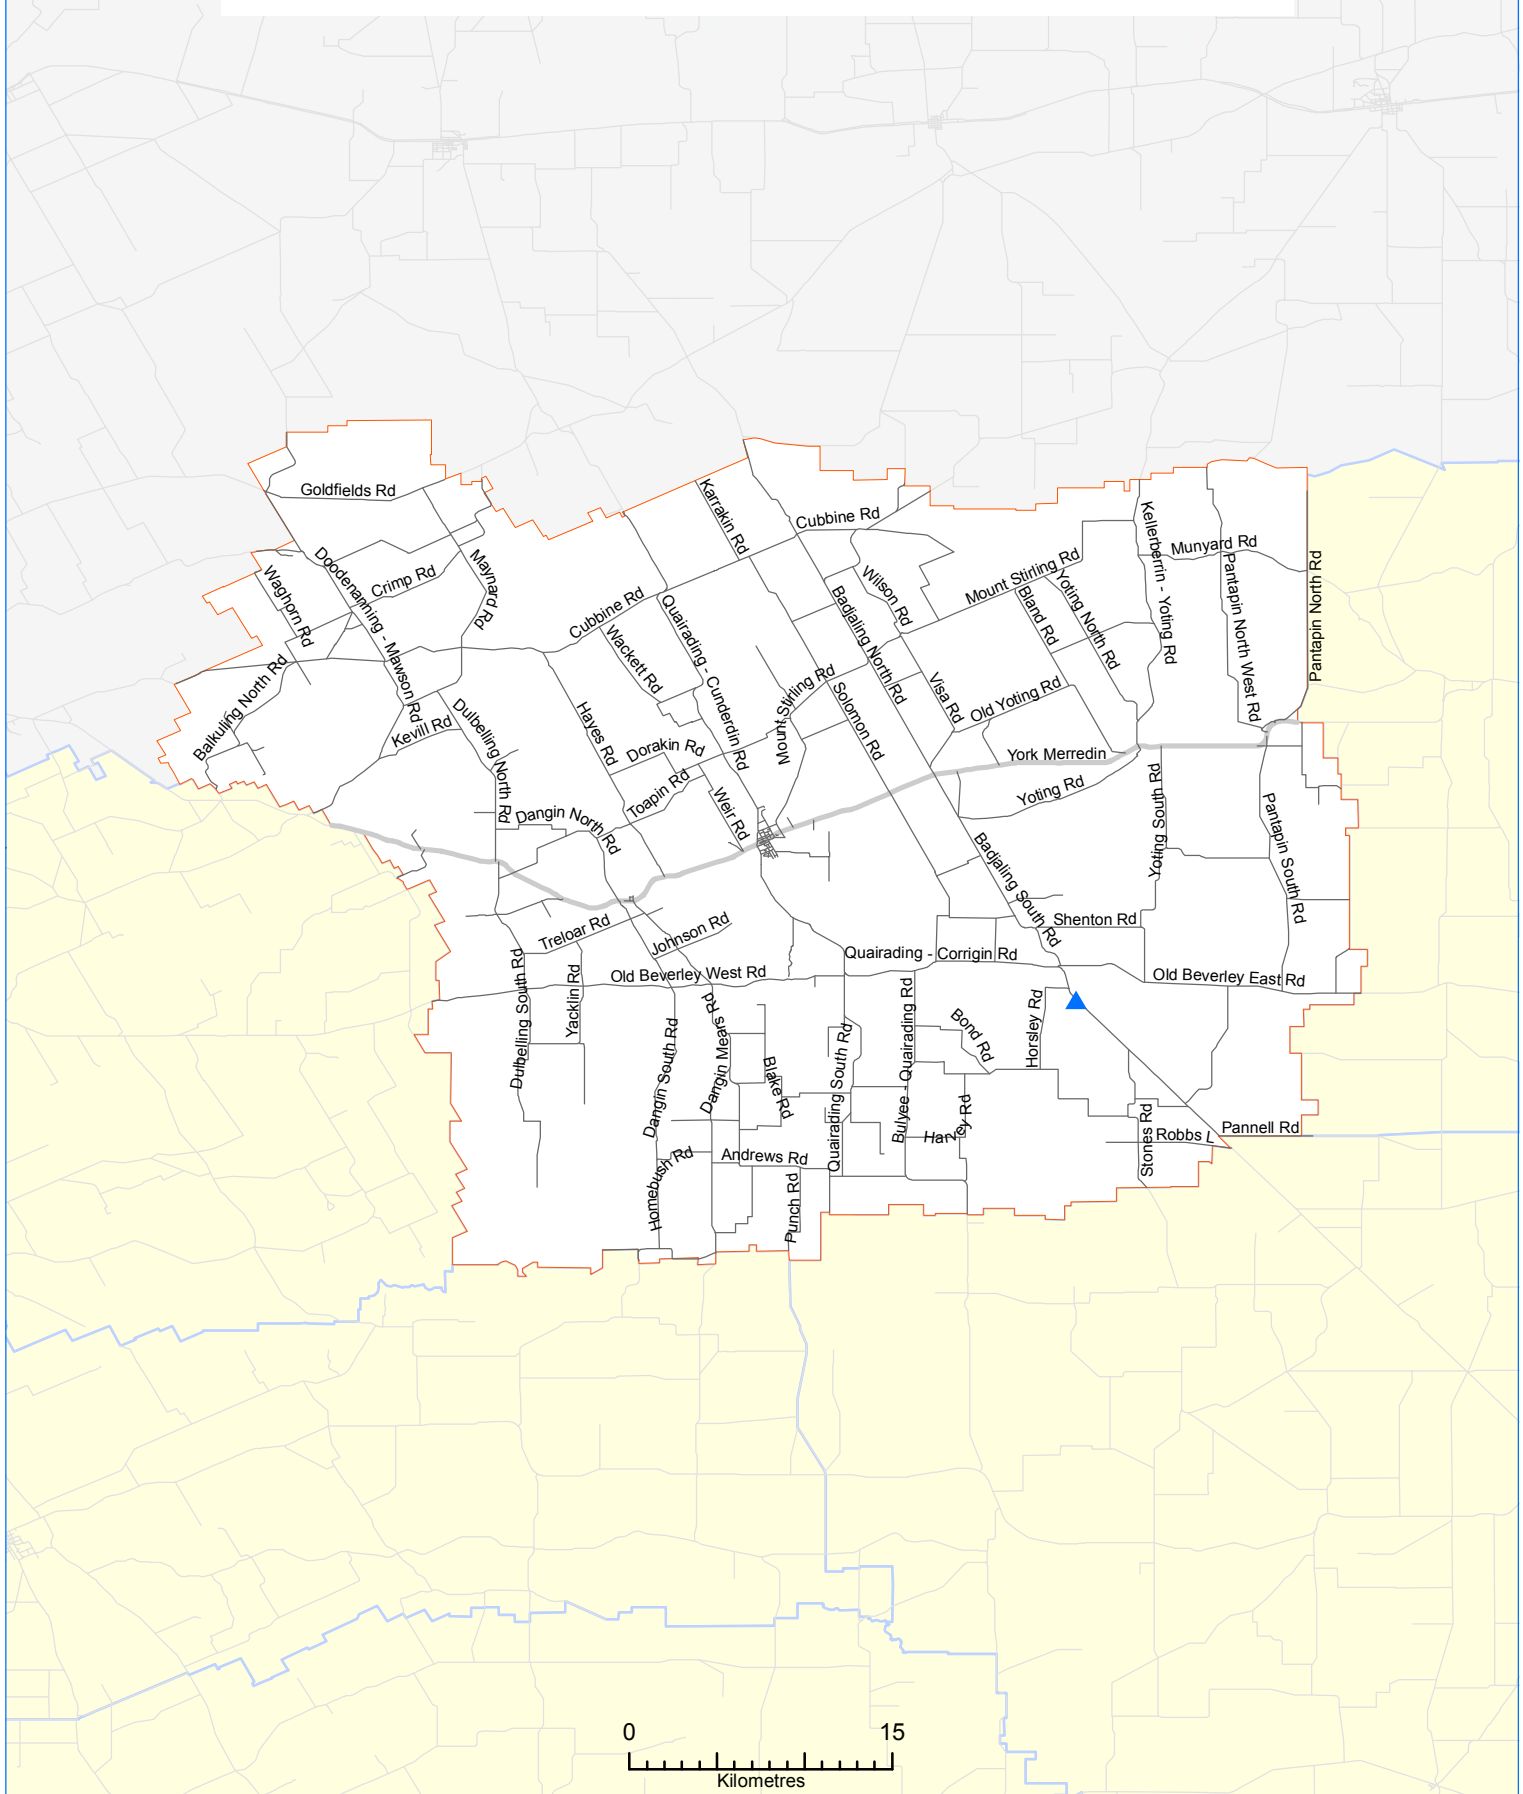 Goldfields Rd
Karrakin Rd
Cubbine Rd
Kellerberrin - Yoting Rd
Munyard Rd
Doodenanning - Mawson Rd
Maynard Rd
Crimp Rd
Waghorn Rd
Wilson Rd
Mount Stirling Rd
Yoting North Rd
Pantapin North West Rd
Pantapin North Rd
Cubbine Rd
Quairading - Cunderdin Rd
Badjaling North Rd
Bland Rd
Wackett Rd
Balkuling North Rd
Mount Stirling Rd
Visa Rd
Old Yoting Rd
Solomon Rd
Dulbelling North Rd
Kevill Rd
Hayes Rd
Dorakin Rd
York Merredin
Toapin Rd
Weir Rd
Yoting Rd
Yoting South Rd
Pantapin South Rd
Dangin North Rd
Badjaling South Rd
Treloar Rd
Johnson Rd
Shenton Rd
Quairading - Corrigin Rd
Old Beverley West Rd
Old Beverley East Rd
Dulbelling South Rd
Yacklin Rd
Dangin South Rd
Dangin Mears Rd
Quairading South Rd
Bulyee - Quairading Rd
Bond Rd
Horsley Rd
Blake Rd
Harvey Rd
Stones Rd
Robbs L
Pannell Rd
Andrews Rd
Homebush Rd
Punch Rd
0 15
Kilometres